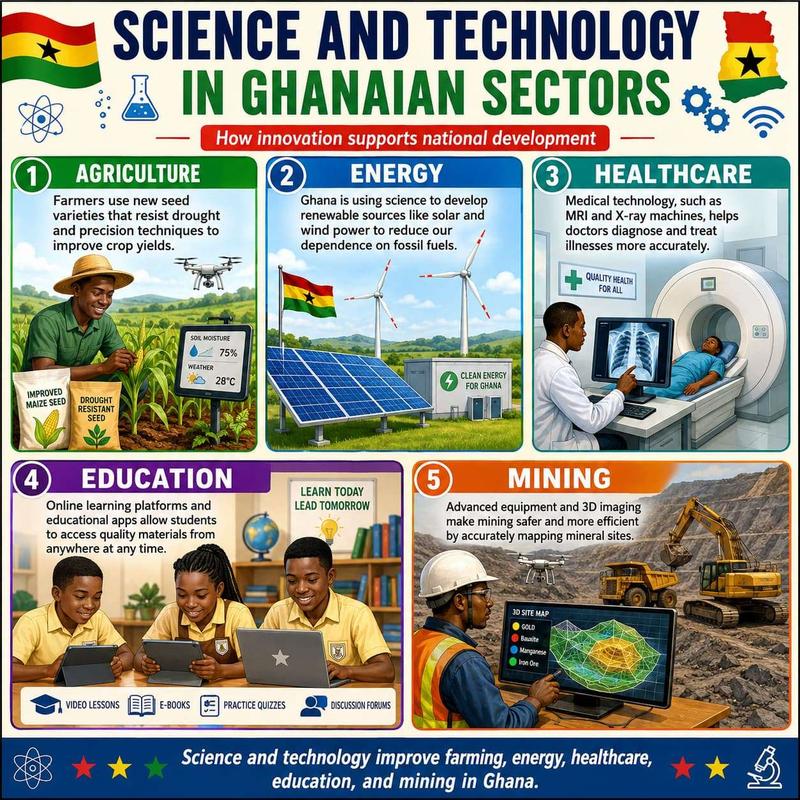 SCIENCE AND TECHNOLOGY
IN GHANAIAN SECTORS
How innovation supports national development
1 AGRICULTURE
Farmers use new seed
varieties that resist drought
and precision techniques to
improve crop yields.
SOIL MOISTURE
75%
WEATHER
28°C
IMPROVED
MAIZE SEED
DROUGHT
RESISTANT
SEED
2 ENERGY
Ghana is using science to develop
renewable sources like solar and
wind power to reduce our
dependence on fossil fuels.
CLEAN ENERGY
FOR GHANA
3 HEALTHCARE
Medical technology, such as
MRI and X-ray machines, helps
doctors diagnose and treat
illnesses more accurately.
QUALITY HEALTH
FOR ALL
4 EDUCATION
Online learning platforms and
educational apps allow students
to access quality materials from
anywhere at any time.
LEARN TODAY
LEAD TOMORROW
VIDEO LESSONS
E-BOOKS
PRACTICE QUIZZES
DISCUSSION FORUMS
5 MINING
Advanced equipment and 3D imaging
make mining safer and more efficient
by accurately mapping mineral sites.
3D SITE MAP
GOLD
Bauxite
Manganese
Iron Ore
Science and technology improve farming, energy, healthcare,
education, and mining in Ghana.